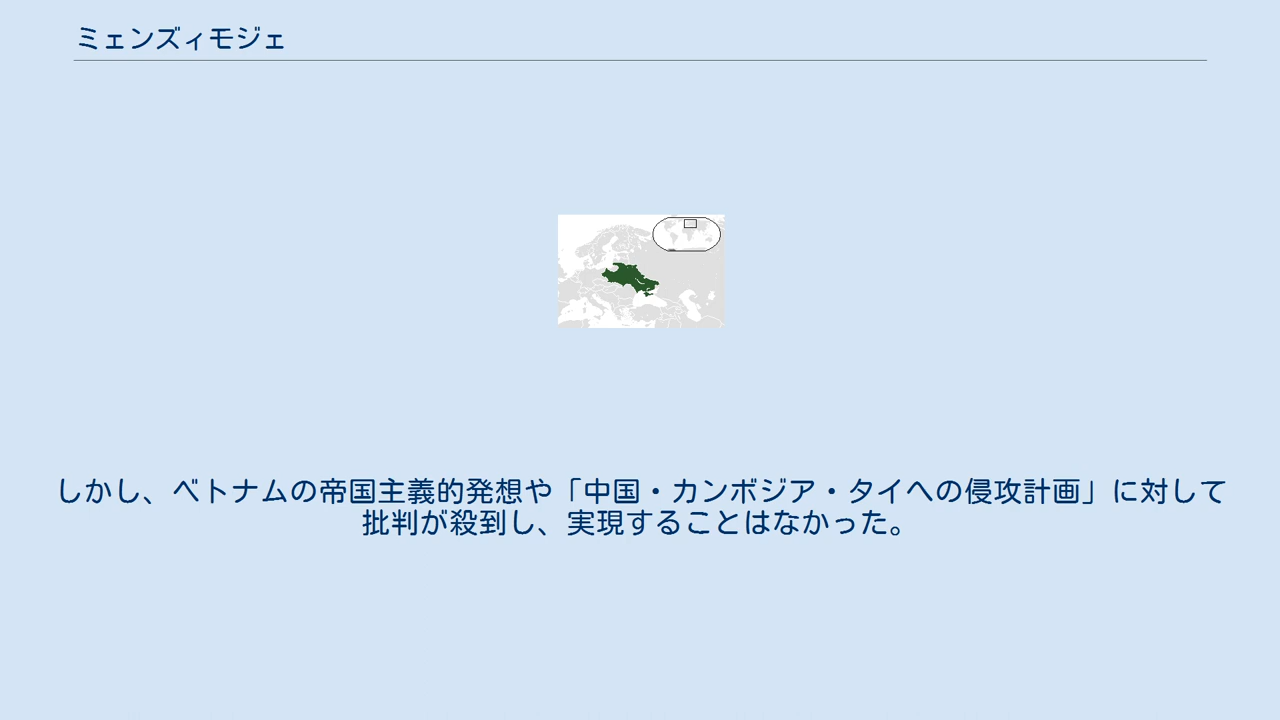 ミェンズィモジェ
しかし、ベトナムの帝国主義的発想や「中国・カンボジア・タイへの侵攻計画」に対して
批判が殺到し、実現することはなかった。